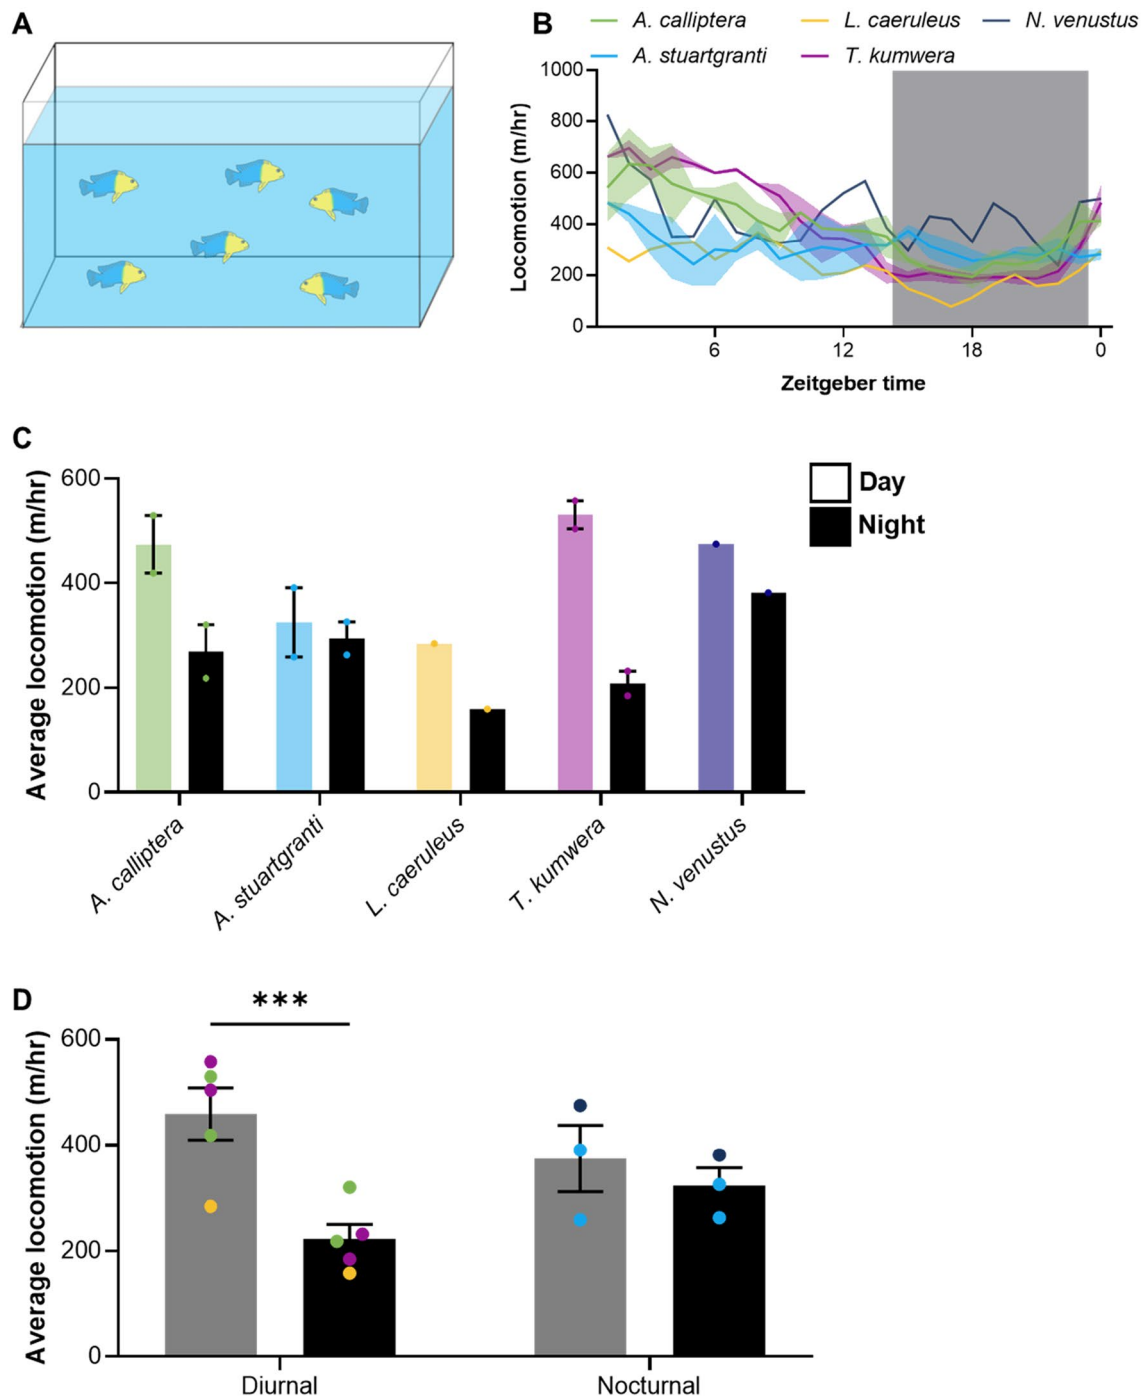 A
B
A. calliptera
L. caeruleus
N. venustus
A. stuartgranti
T. kumwera
Locomotion (m/hr)
1000
800
600
400
200
0
6
12
18
0
Zeitgeber time
C
Average locomotion (m/hr)
600
400
200
0
Day
Night
A. calliptera
A. stuartgranti
L. caeruleus
T. kumwera
N. venustus
D
***
Average locomotion (m/hr)
600
400
200
0
Diurnal
Nocturnal